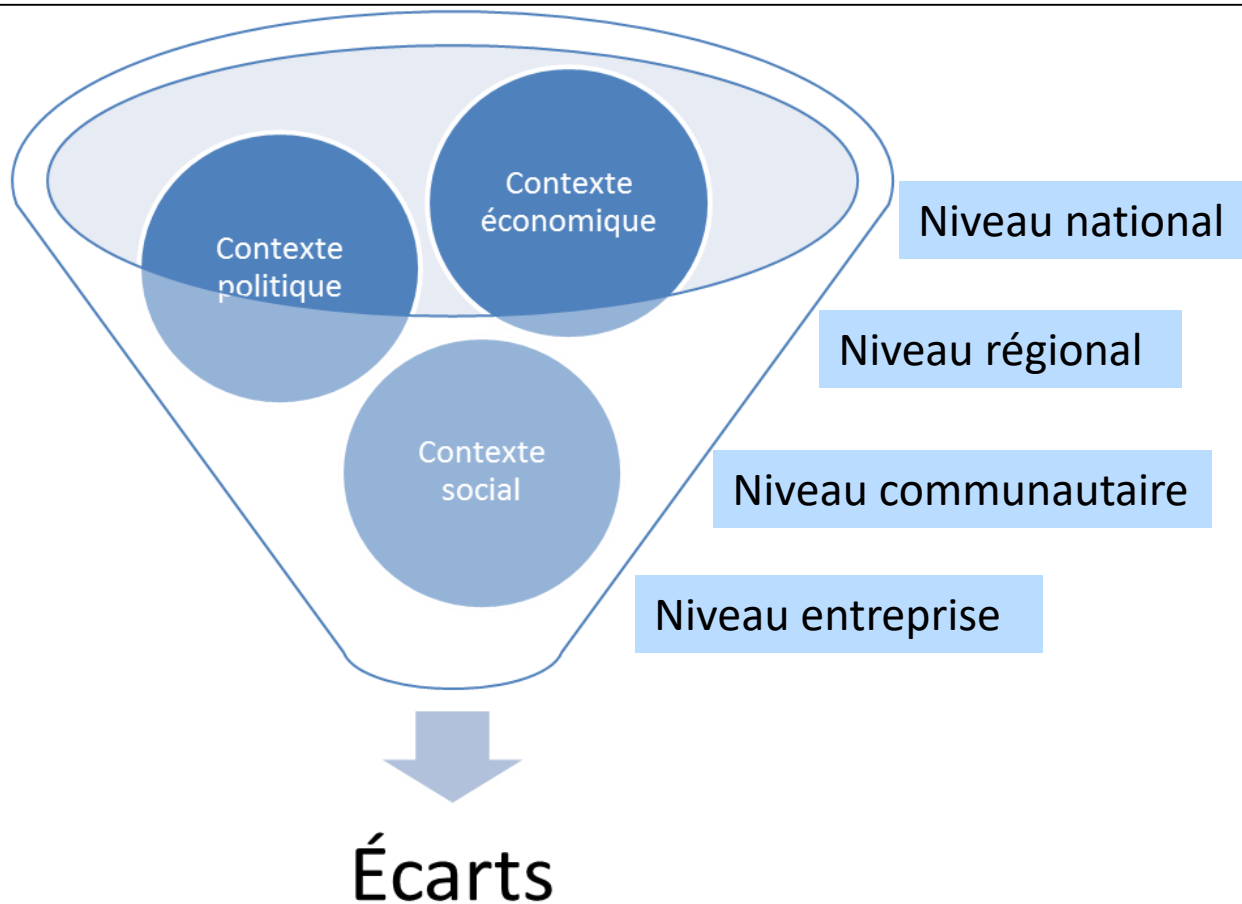 Contexte
économique
Contexte
politique
Contexte
social
Niveau national
Niveau régional
Niveau communautaire
Niveau entreprise
Écarts